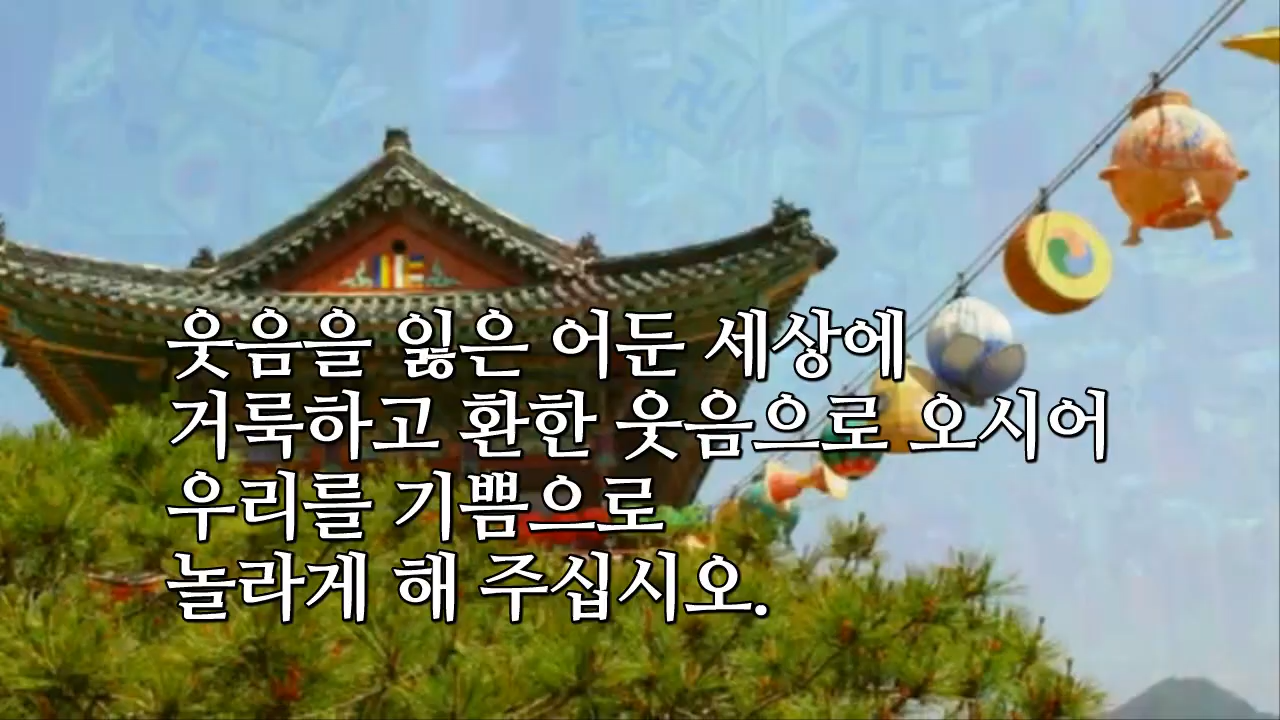 웃음을 잃은 어둔 세상에
거룩하고 환한 웃음으로 오시어
우리를 기쁨으로
놀라게 해 주십시오.